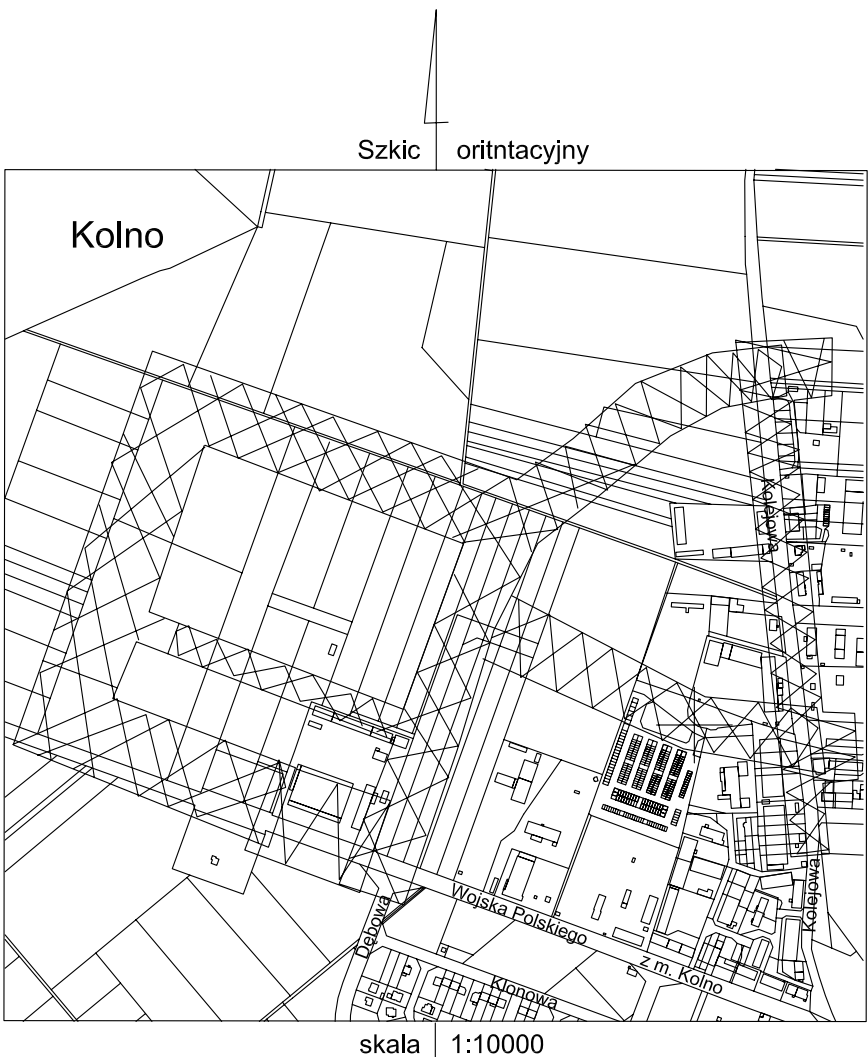 Szkic oritntacyjny
Kolno
Kolejowa
Wojska Polskiego
Dębowa
Kolejowa
z m. Kolno
Klonowa
skala 1:10000